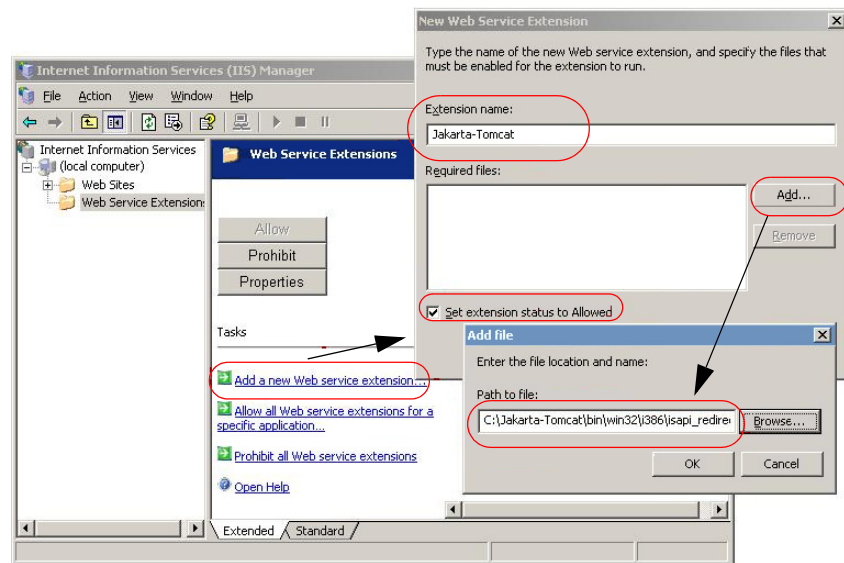 Internet Information Services (IIS) Manager
File Action View Window Help
Internet Information Services
(local computer)
Web Sites
Web Service Extension
Web Service Extensions
Allow
Prohibit
Properties
Tasks
Add a new Web service extension...
Allow all Web service extensions for a
specific application...
Prohibit all Web service extensions
Open Help
Extended
Standard
New Web Service Extension
Type the name of the new Web service extension, and specify the files that
must be enabled for the extension to run.
Extension name:
Jakarta-Tomcat
Required files:
Add...
Remove
Set extension status to Allowed
Add file
Enter the file location and name:
Path to file:
C:\Jakarta-Tomcat\bin\win32\i386\isapi_redire
Browse...
OK
Cancel